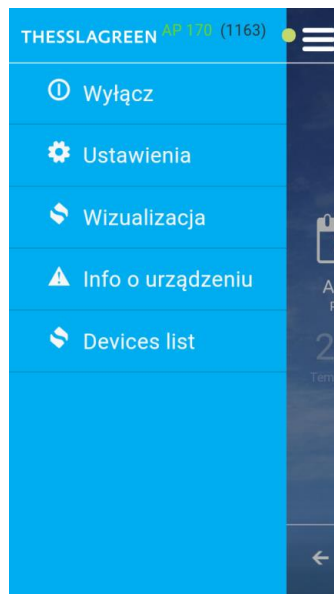 THESSLAGREEN AP 170 (1163)
Wyłącz
Ustawienia
Wizualizacja
Info o urządzeniu
Devices list